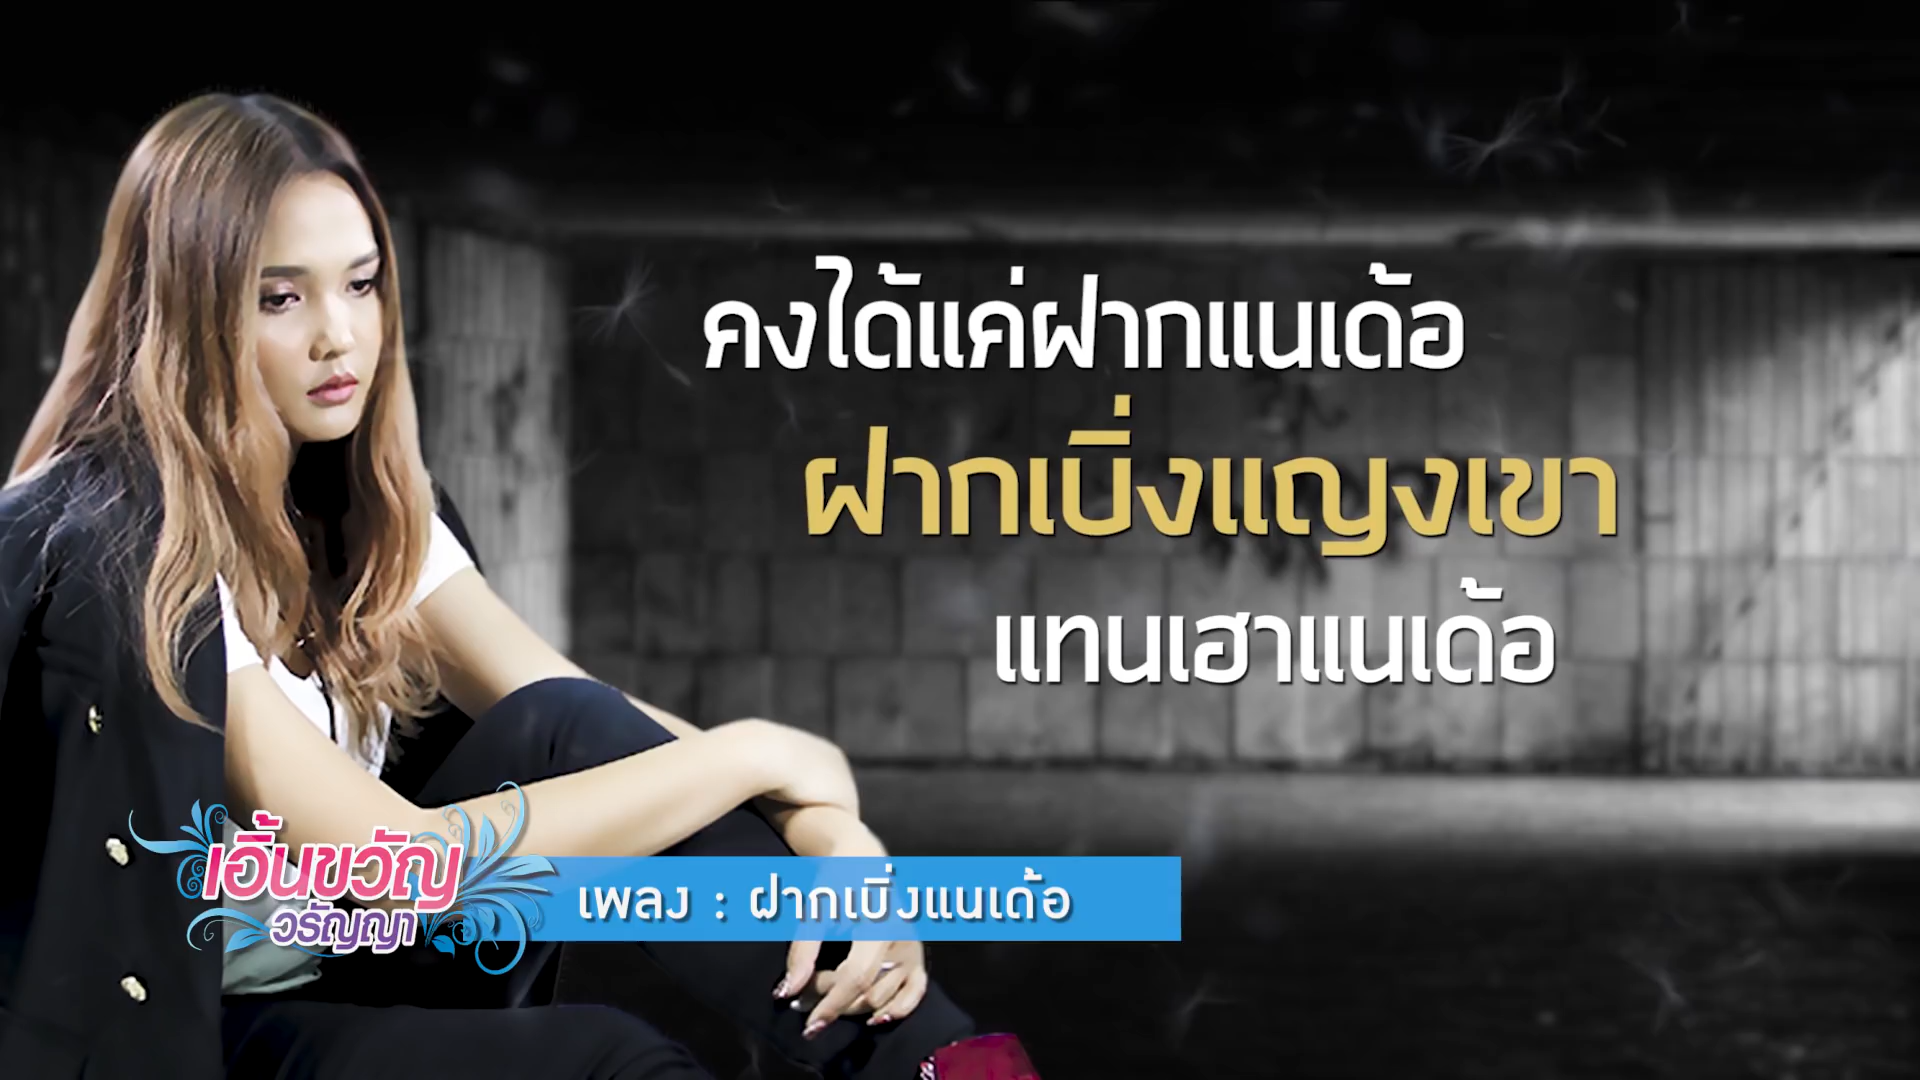 คงได้แค่ฝากแนเด้อ
ฝากเบิ่งแญงเขา
แทนเฮาแนเด้อ
เอิ้นขวัญ
วรัญญา
เพลง : ฝากเบิ่งแนเด้อ